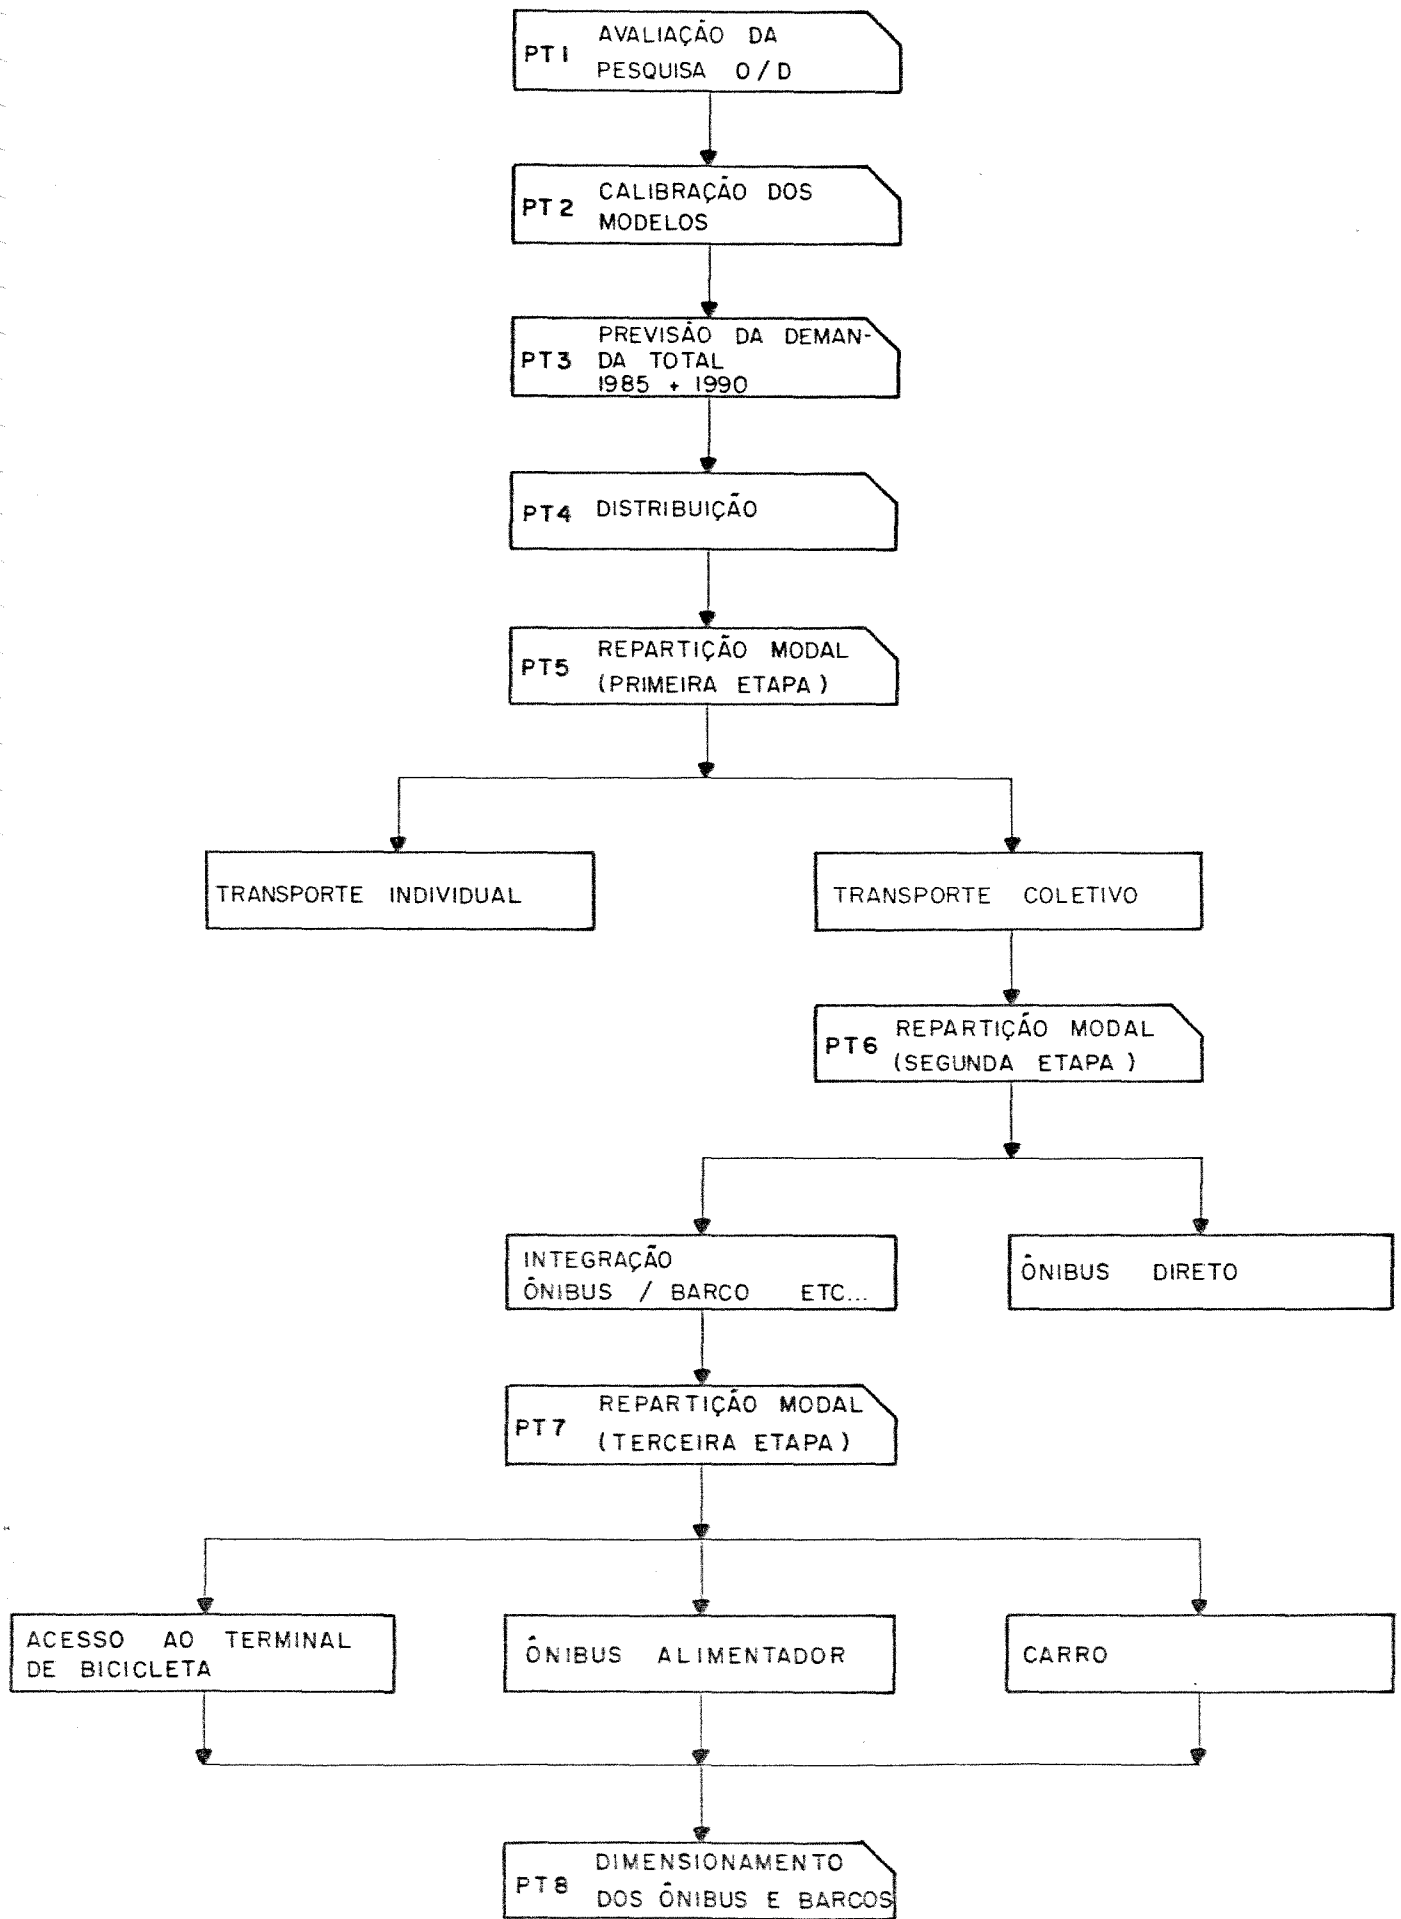 PT1 AVALIAÇÃO DA
PESQUISA O/D
PT2 CALIBRAÇÃO DOS
MODELOS
PREVISÃO DA DEMAN-
PT3 DA TOTAL
1985 + 1990
PT4 DISTRIBUIÇÃO
PT5 REPARTIÇÃO MODAL
(PRIMEIRA ETAPA)
TRANSPORTE INDIVIDUAL
TRANSPORTE COLETIVO
PT6 REPARTIÇÃO MODAL
(SEGUNDA ETAPA)
INTEGRAÇÃO
ÔNIBUS / BARCO ETC...
ÔNIBUS DIRETO
PT7 REPARTIÇÃO MODAL
(TERCEIRA ETAPA)
ACESSO AO TERMINAL
DE BICICLETA
ÔNIBUS ALIMENTADOR
CARRO
PT8 DIMENSIONAMENTO
DOS ÔNIBUS E BARCOS